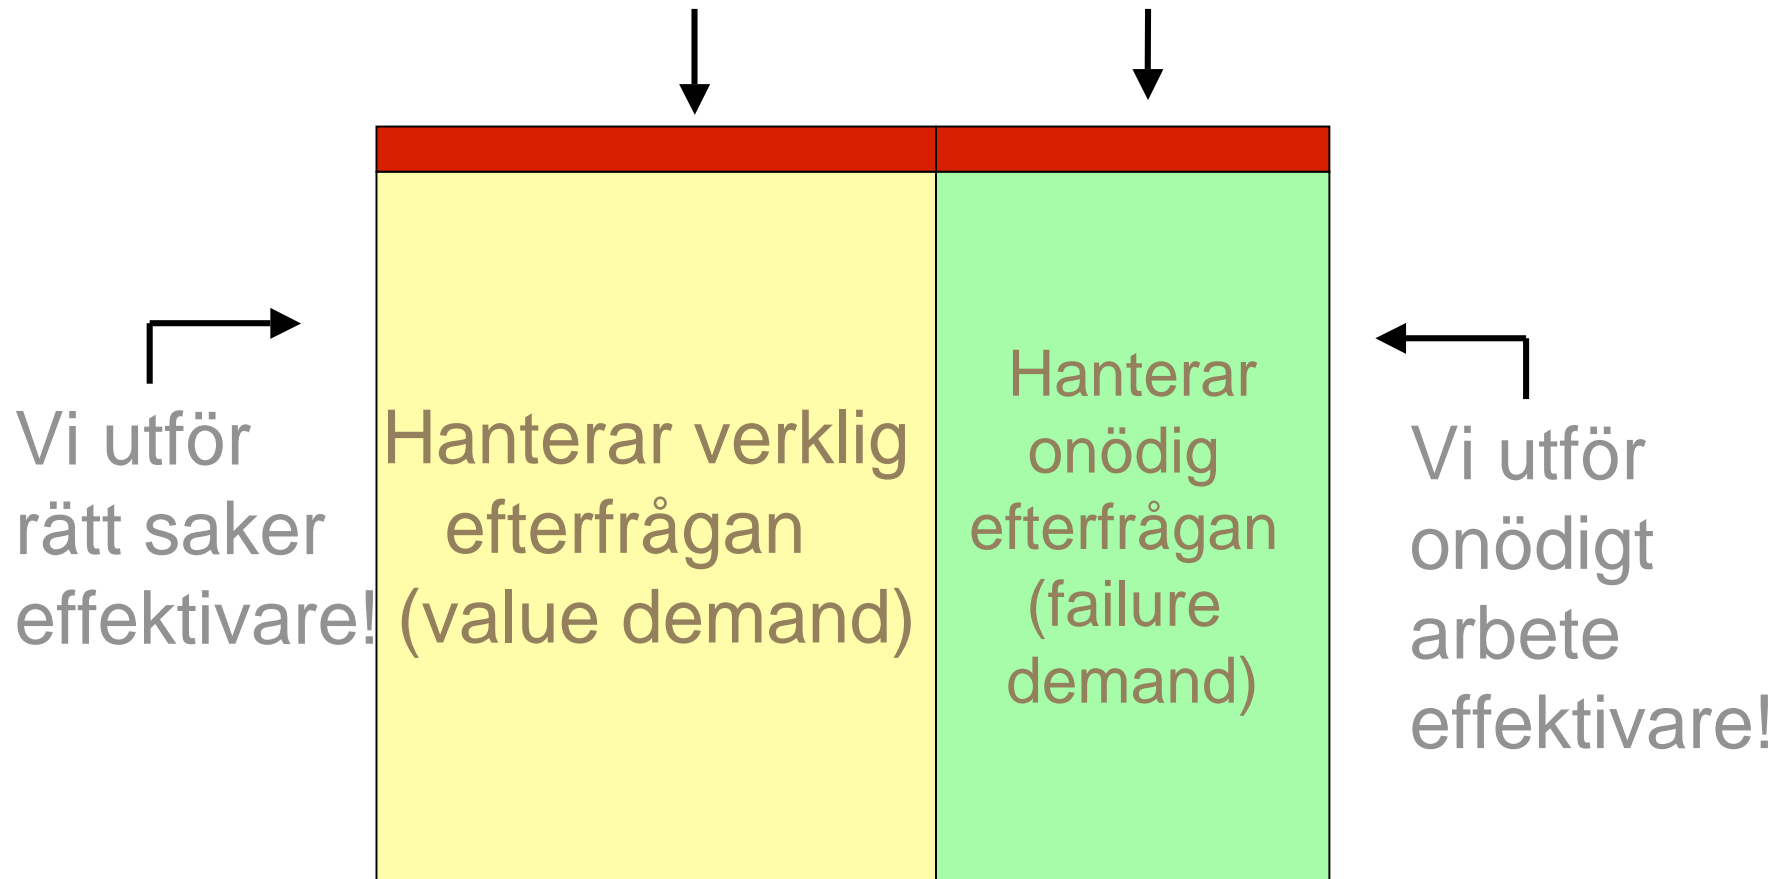 Vi utför
rätt saker
effektivare!
Hanterar verklig
efterfrågan
(value demand)
Hanterar
onödig
efterfrågan
(failure
demand)
Vi utför
onödigt
arbete
effektivare!